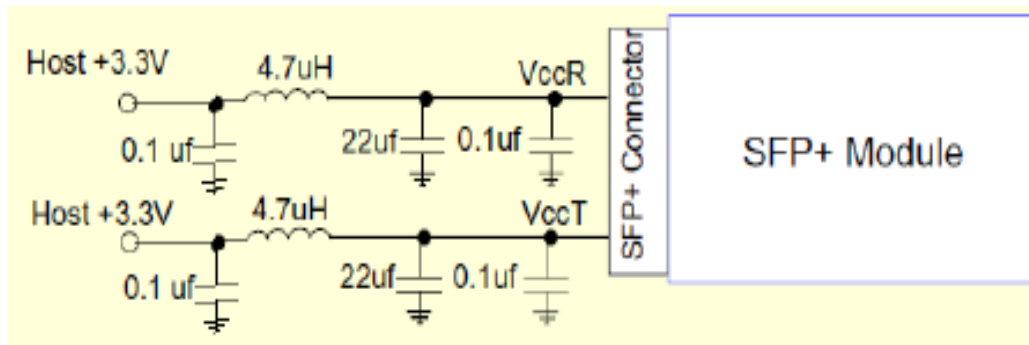 Host +3.3V
4.7uH
VccR
0.1 uf
22uf
0.1uf
Host +3.3V
4.7uH
VccT
0.1 uf
22uf
0.1uf
SFP+ Connector
SFP+ Module